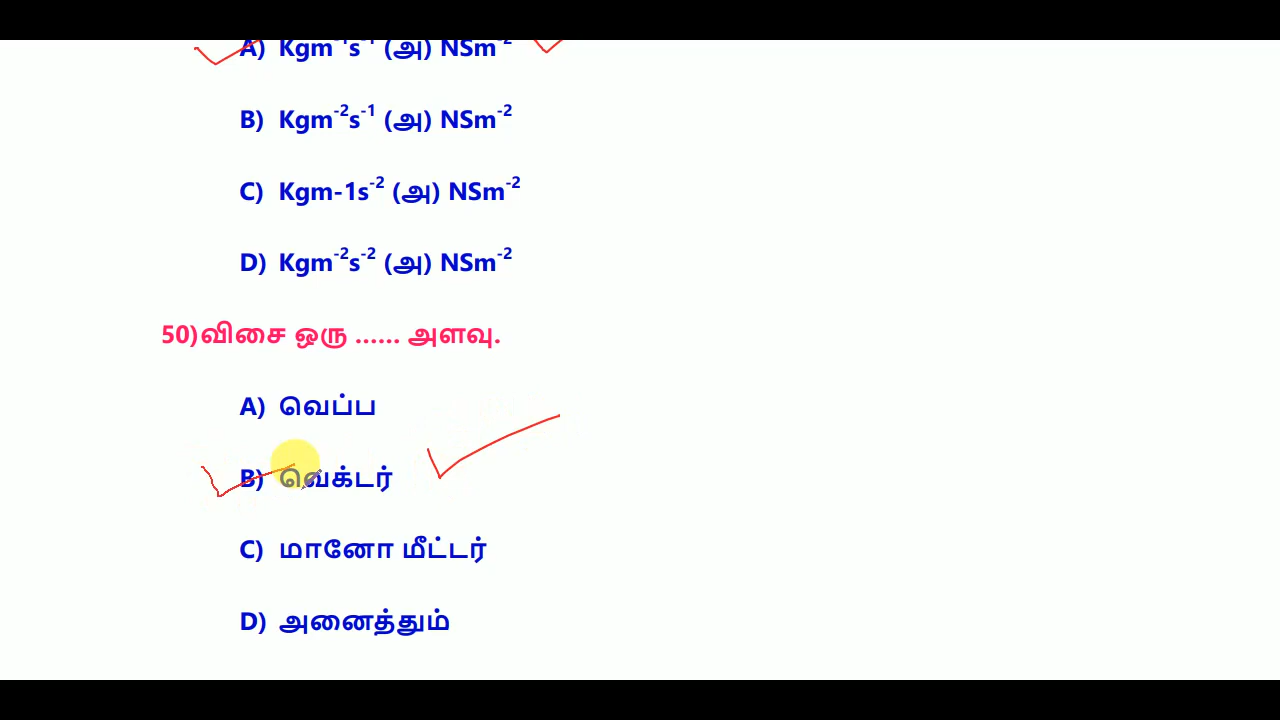 A) Kgm⁻¹s⁻¹ (அ) NSm⁻²
B) Kgm⁻²s⁻¹ (அ) NSm⁻²
C) Kgm-1s⁻² (அ) NSm⁻²
D) Kgm⁻²s⁻² (அ) NSm⁻²
50)விசை ஒரு ...... அளவு.
A) வெப்ப
B) வெக்டர்
C) மானோ மீட்டர்
D) அனைத்தும்